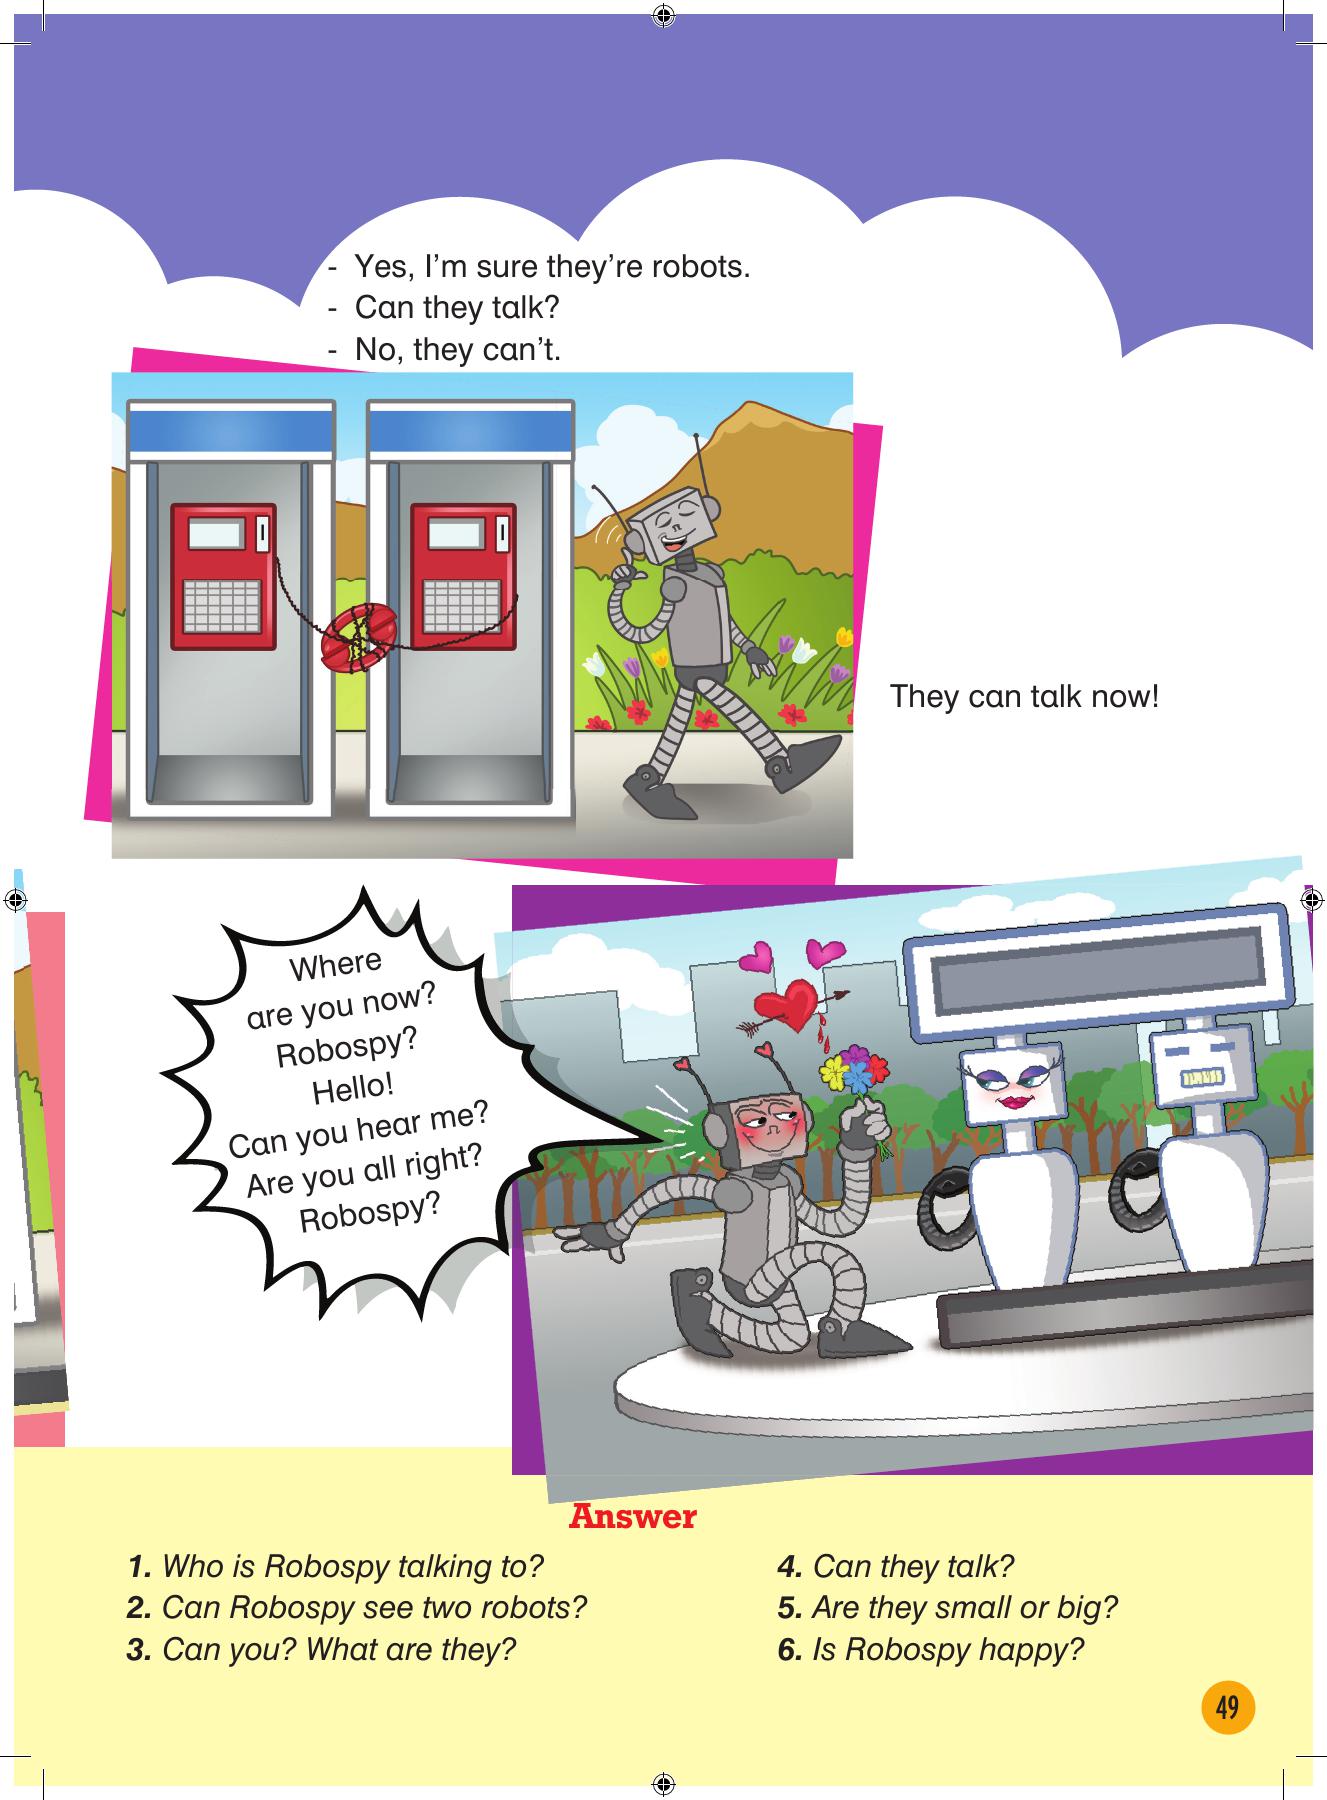 - Yes, I'm sure they're robots.
- Can they talk?
- No, they can't.
They can talk now!
Where
are you now?
Robospy?
Hello!
Can you hear me?
Are you all right?
Robospy?
Answer
1. Who is Robospy talking to?
2. Can Robospy see two robots?
3. Can you? What are they?
4. Can they talk?
5. Are they small or big?
6. Is Robospy happy?
49